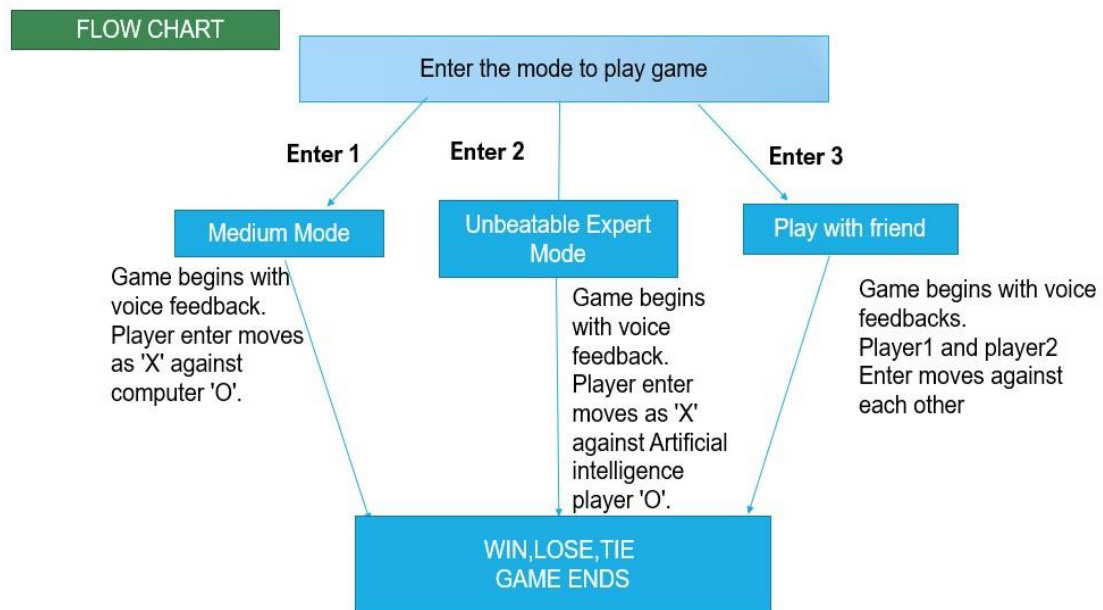 FLOW CHART
Enter the mode to play game
Enter 1
Enter 2
Enter 3
Medium Mode
Unbeatable Expert
Mode
Play with friend
Game begins with
voice feedback.
Player enter moves
as 'X' against
computer 'O'.
Game begins
with voice
feedback.
Player enter
moves as 'X'
against Artificial
intelligence
player 'O'.
Game begins with voice
feedbacks.
Player1 and player2
Enter moves against
each other
WIN,LOSE,TIE
GAME ENDS